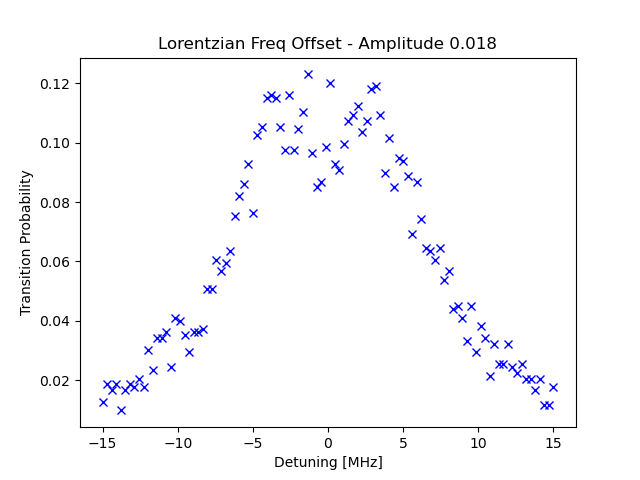 Lorentzian Freq Offset - Amplitude 0.018
0.12
0.10
0.08
0.06
0.04
0.02
Transition Probability
−15 −10 −5 0 5 10 15
Detuning [MHz]